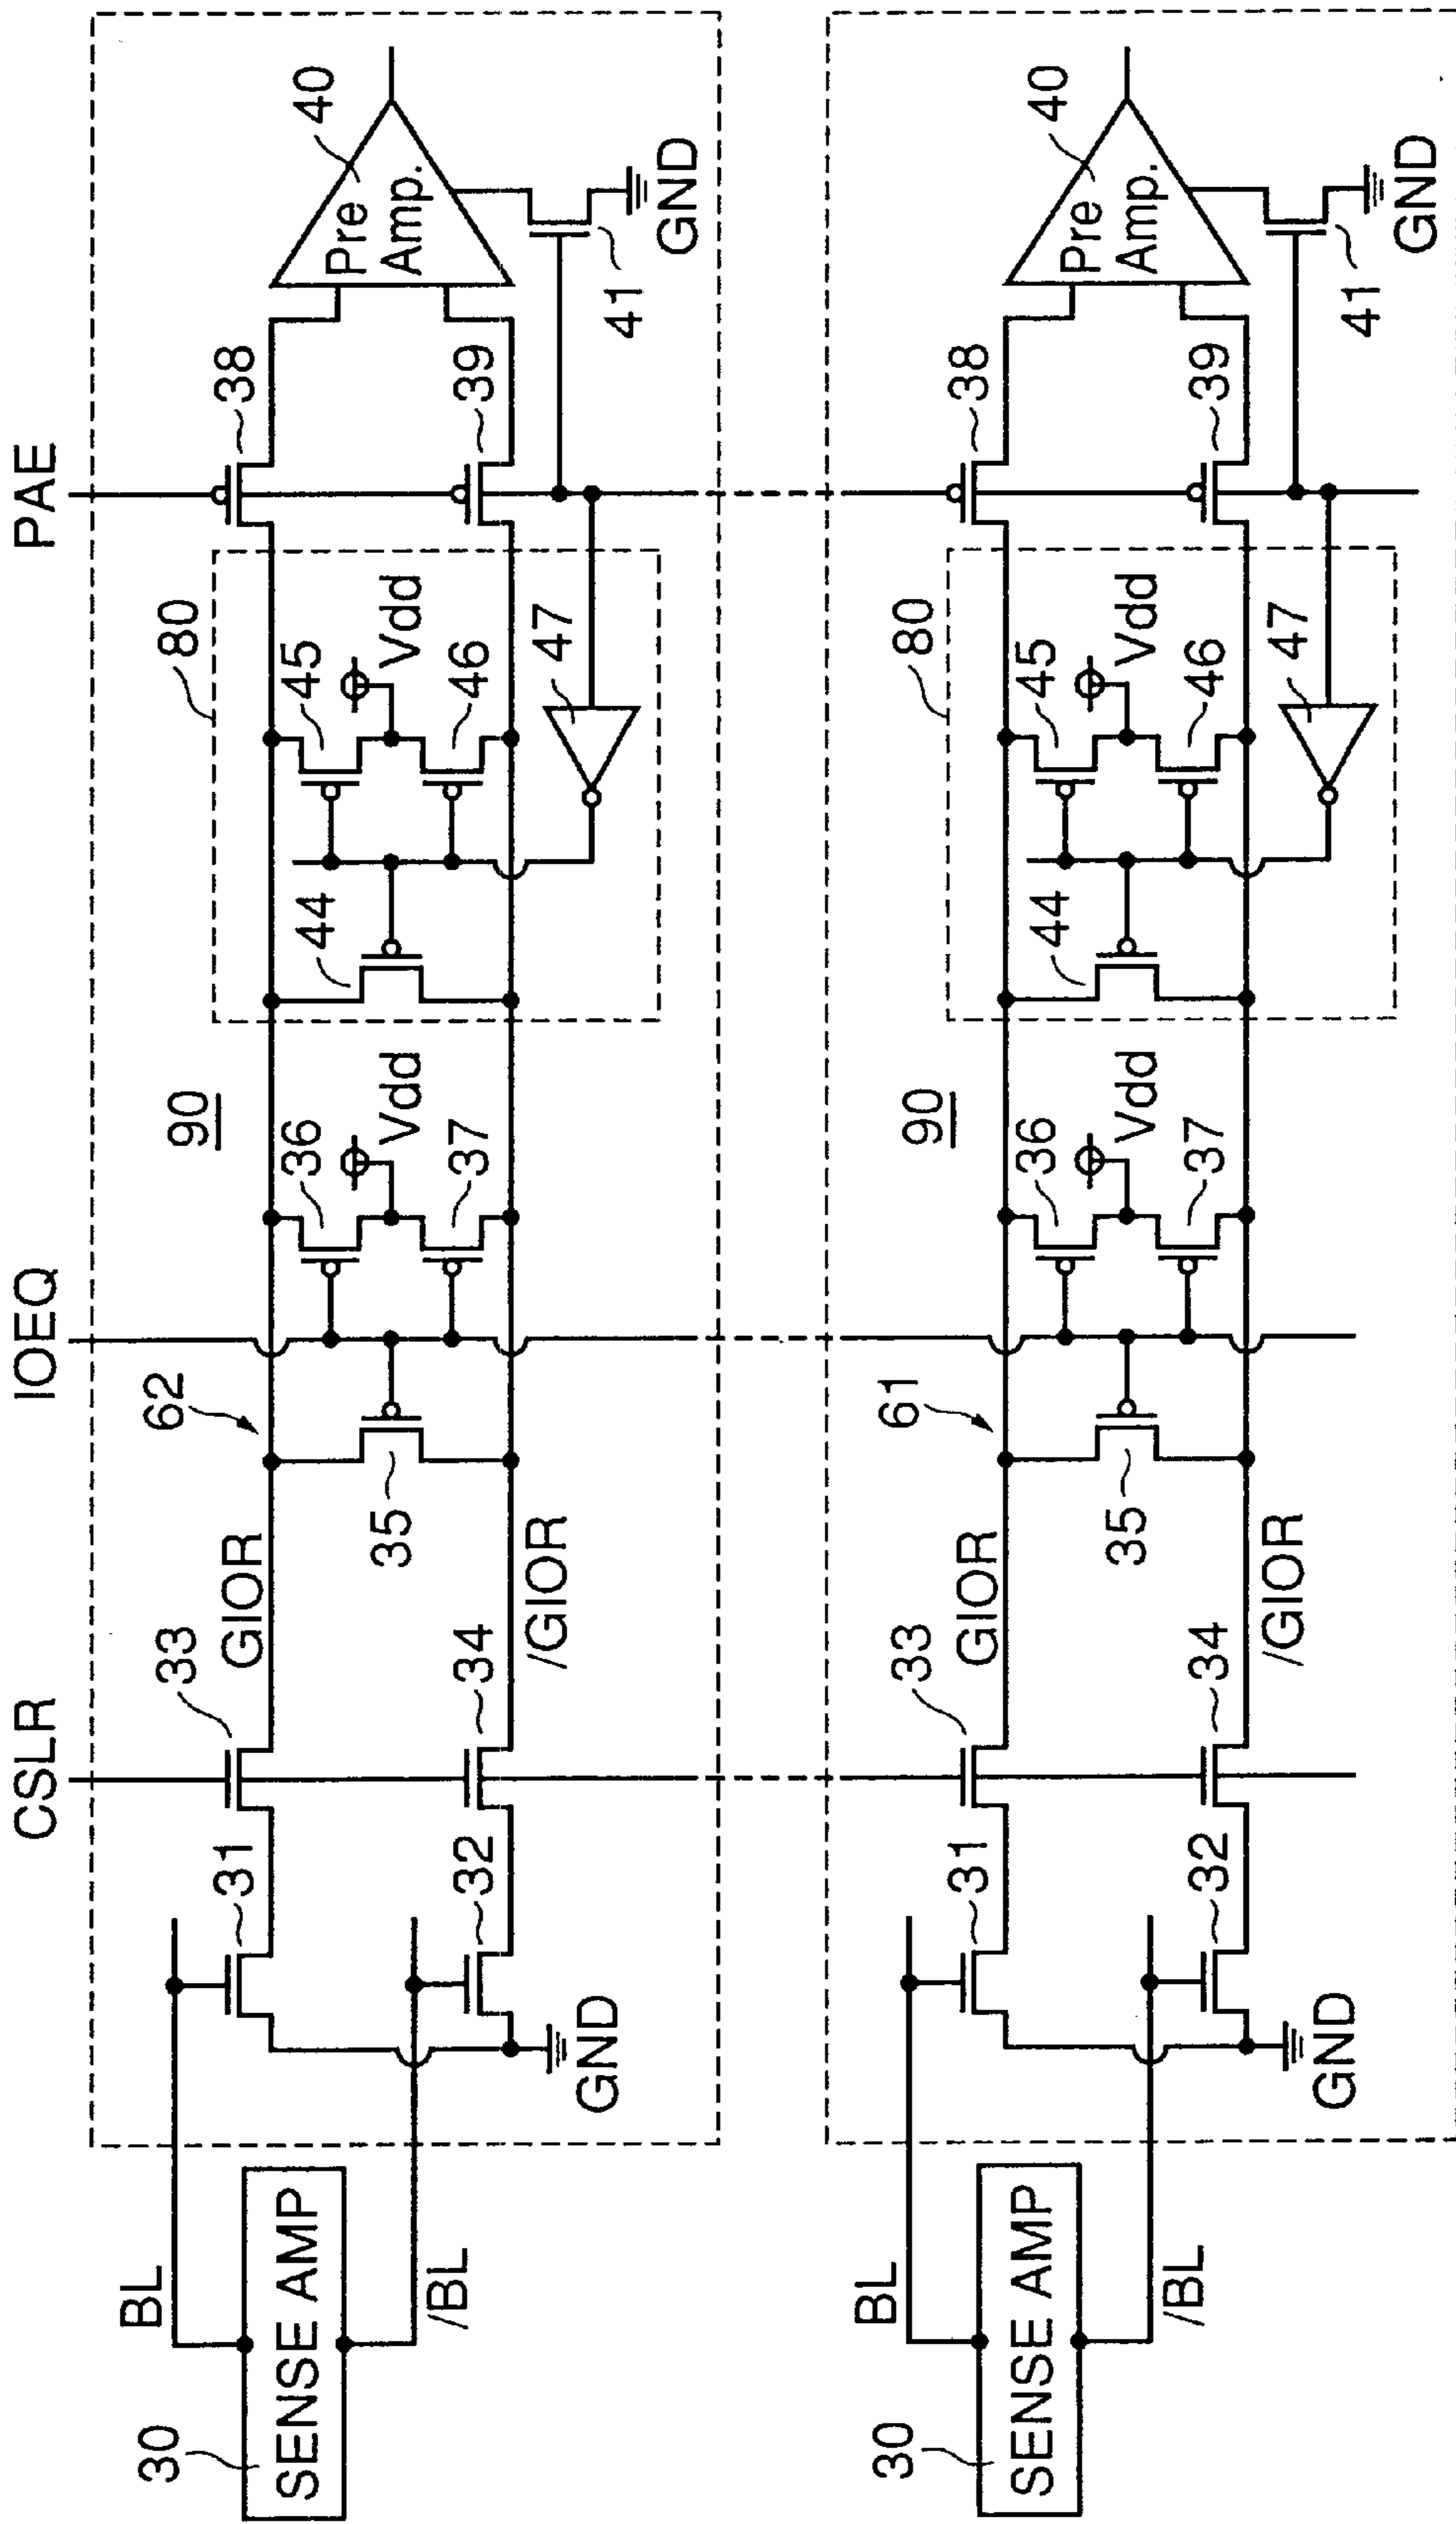 CSLR
IOEQ
PAE
BL
30
SENSE AMP
/BL
31
32
GND
33
34
GIOR
/GIOR
62
35
36
37
Vdd
90
80
44
45
46
Vdd
47
38
39
40
Pre
Amp.
41
GND
BL
30
SENSE AMP
/BL
31
32
GND
33
34
GIOR
/GIOR
61
35
36
37
Vdd
90
80
44
45
46
Vdd
47
38
39
40
Pre
Amp.
41
GND